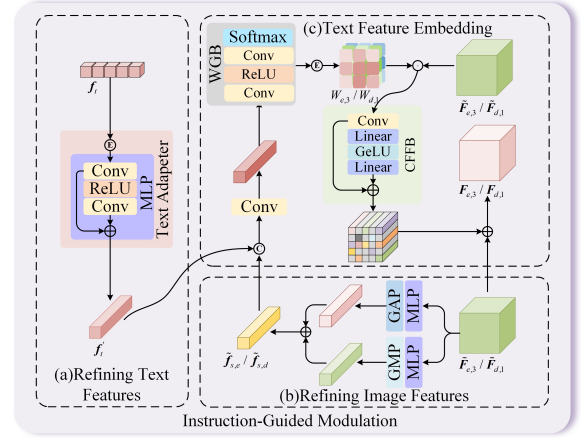 (c)Text Feature Embedding
WGB
Softmax
Conv
ReLU
Conv
E
W_{e,3} / W_{d,1}
·
F̃_{e,3} / F̃_{d,1}
f_t
E
Conv
ReLU
Conv
MLP
Text Adapeter
Conv
Linear
GeLU
Linear
CFFB
F_{e,3} / F_{d,1}
Conv
C
f_t'
(a)Refining Text
Features
f̃_{s,e} / f̃_{s,d}
GAP
MLP
GMP
MLP
F̃_{e,3} / F̃_{d,1}
(b)Refining Image Features
Instruction-Guided Modulation